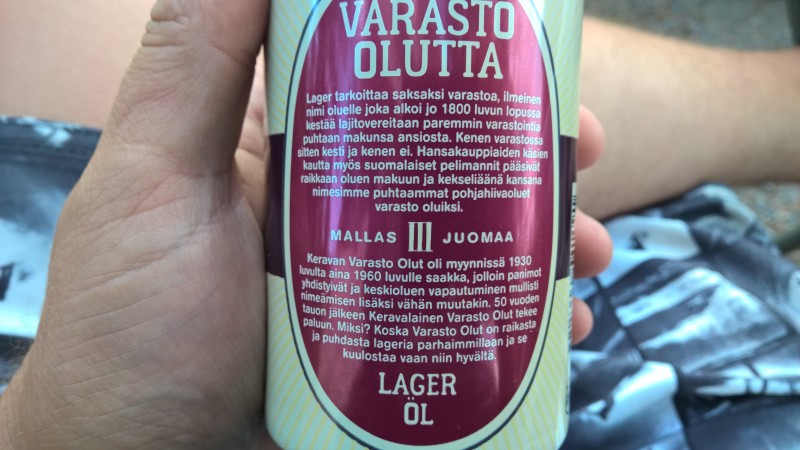 VARASTO
OLUTTA
Lager tarkoittaa saksaksi varastoa, ilmeinen
nimi oluelle joka alkoi jo 1800 luvun lopussa
kestää lajitovereitaan paremmin varastointia
puhtaan makunsa ansiosta. Kenen varastossa
sitten kesti ja kenen ei. Hansakauppiaiden käsien
kautta myös suomalaiset pelimannit pääsivät
raikkaan oluen makuun ja kekseliäänä kansana
nimesimme puhtaammat pohjahiivaoluet
varasto oluiksi.
MALLAS III JUOMAA
Keravan Varasto Olut oli myynnissä 1930
luvulta aina 1960 luvulle saakka, jolloin panimot
yhdistyivät ja keskioluen vapautuminen mullisti
nimeämisen lisäksi vähän muutakin. 50 vuoden
tauon jälkeen Keravalainen Varasto Olut tekee
paluun. Miksi? Koska Varasto Olut on raikasta
ja puhdasta lageria parhaimmillaan ja se
kuulostaa vaan niin hyvältä.
LAGER
ÖL